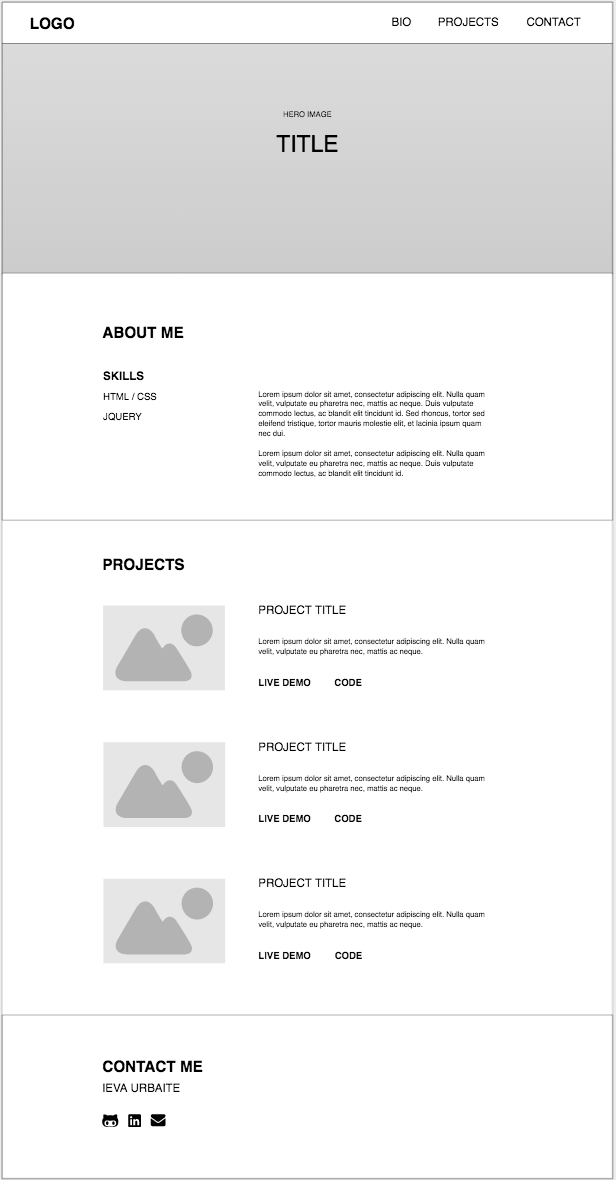 LOGO
BIO PROJECTS CONTACT
HERO IMAGE
TITLE
ABOUT ME
SKILLS
HTML / CSS
JQUERY
Lorem ipsum dolor sit amet, consectetur adipiscing elit. Nulla quam
velit, vulputate eu pharetra nec, mattis ac neque. Duis vulputate
commodo lectus, ac blandit elit tincidunt id. Sed rhoncus, tortor sed
eleifend tristique, tortor mauris molestie elit, et lacinia ipsum quam
nec dui.
Lorem ipsum dolor sit amet, consectetur adipiscing elit. Nulla quam
velit, vulputate eu pharetra nec, mattis ac neque. Duis vulputate
commodo lectus, ac blandit elit tincidunt id.
PROJECTS
PROJECT TITLE
Lorem ipsum dolor sit amet, consectetur adipiscing elit. Nulla quam
velit, vulputate eu pharetra nec, mattis ac neque.
LIVE DEMO CODE
PROJECT TITLE
Lorem ipsum dolor sit amet, consectetur adipiscing elit. Nulla quam
velit, vulputate eu pharetra nec, mattis ac neque.
LIVE DEMO CODE
PROJECT TITLE
Lorem ipsum dolor sit amet, consectetur adipiscing elit. Nulla quam
velit, vulputate eu pharetra nec, mattis ac neque.
LIVE DEMO CODE
CONTACT ME
IEVA URBAITE
in